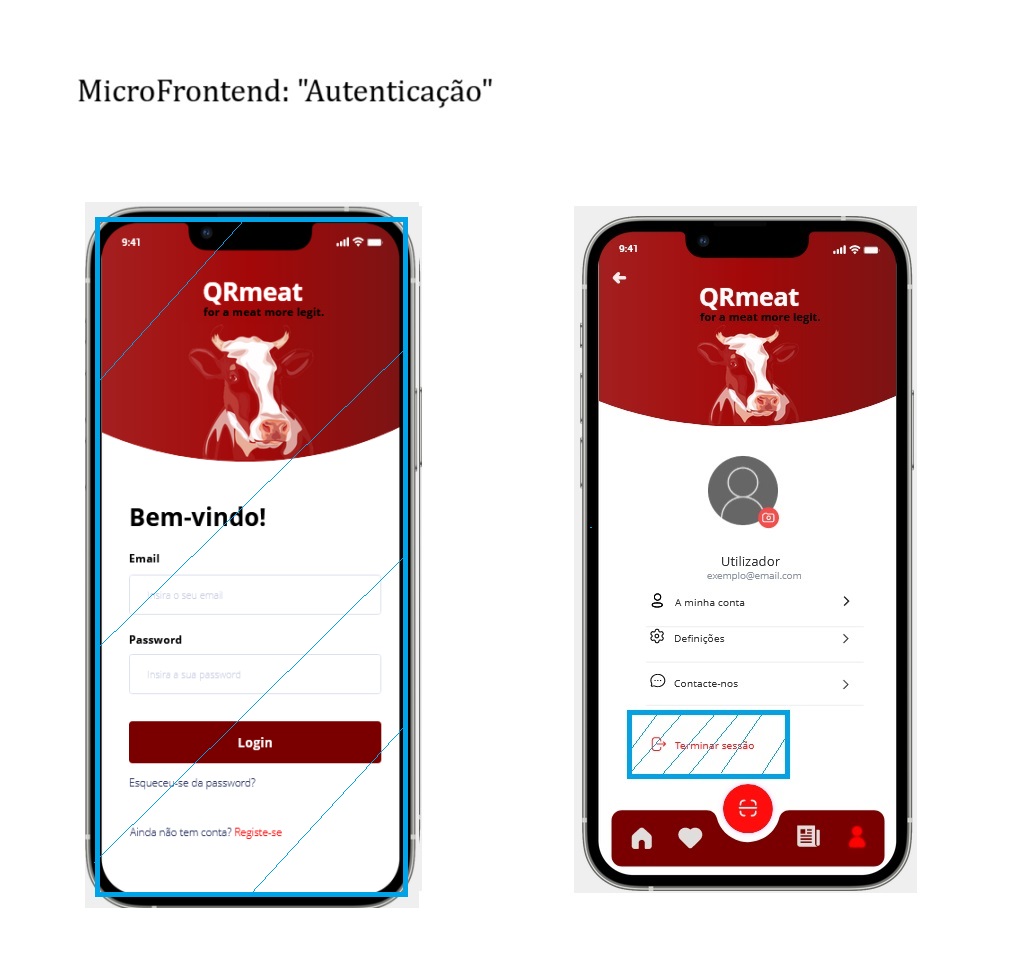 MicroFrontend: "Autenticação"
9:41
QRmeat
for a meat more legit.
Bem-vindo!
Email
Insira o seu email
Password
Insira a sua password
Login
Esqueceu-se da password?
Ainda não tem conta? Registe-se
9:41
QRmeat
for a meat more legit.
Utilizador
exemplo@email.com
A minha conta
Definições
Contacte-nos
Terminar sessão